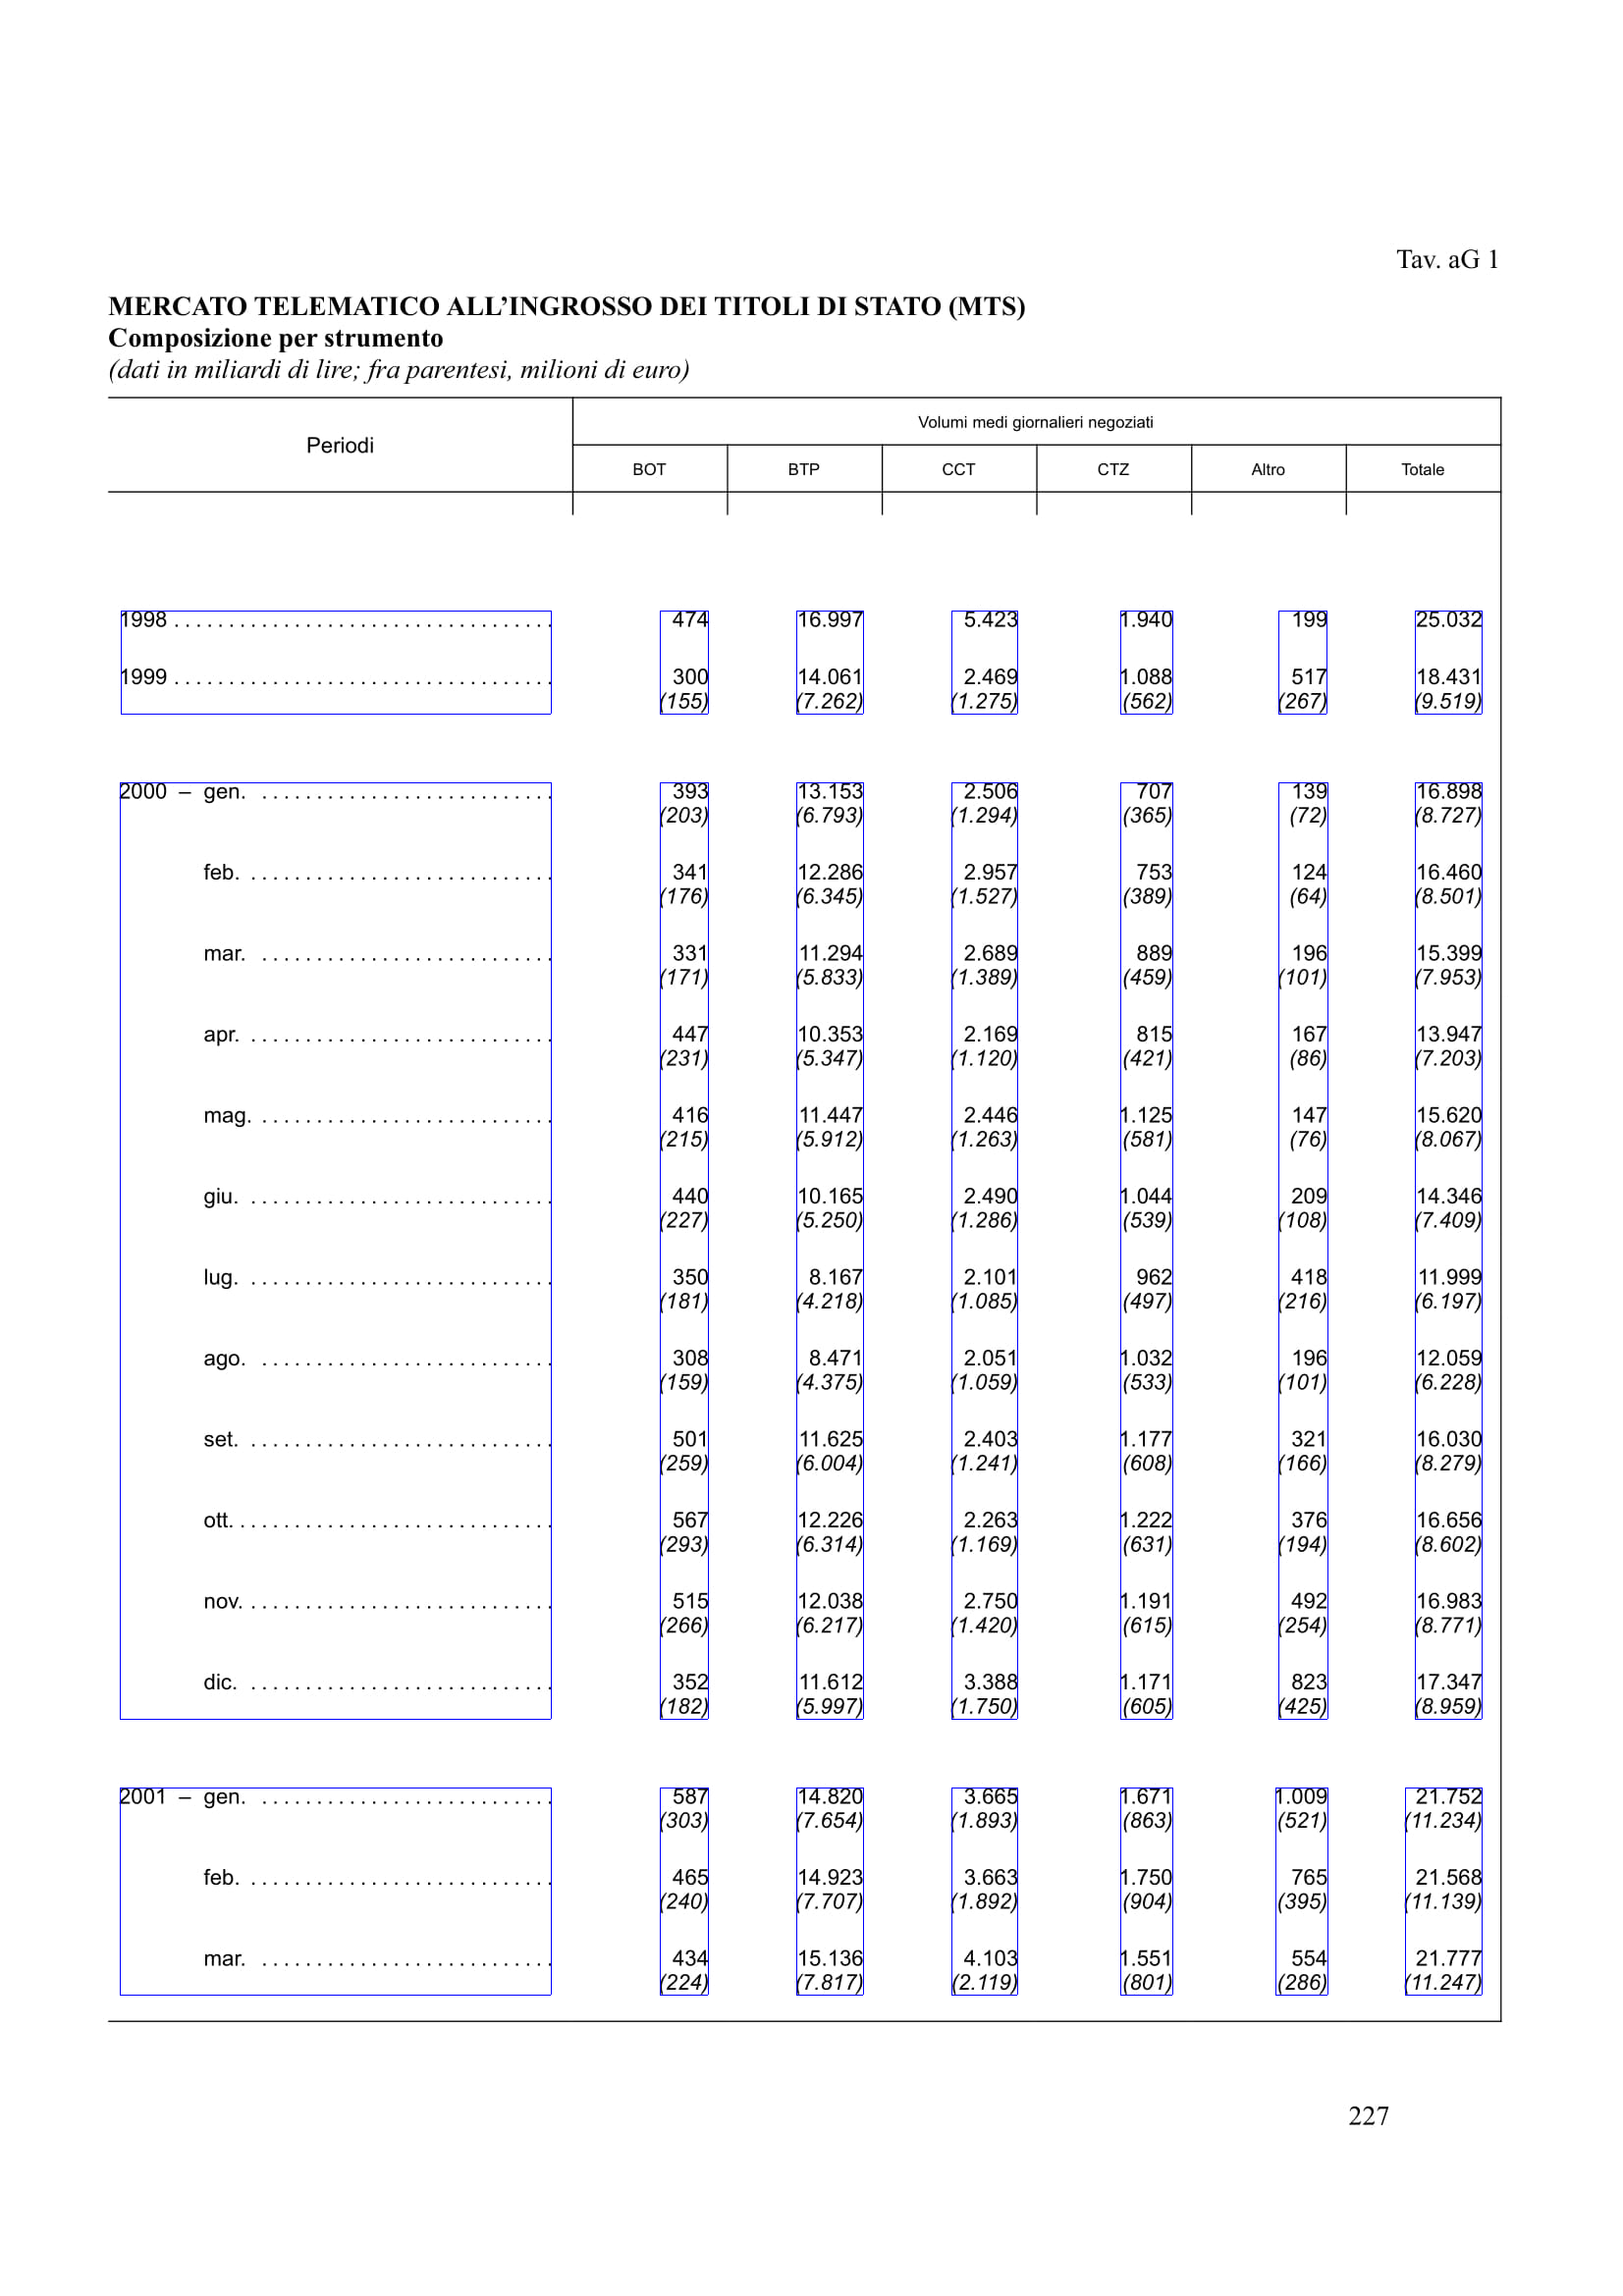 Tav. aG 1
MERCATO TELEMATICO ALL’INGROSSO DEI TITOLI DI STATO (MTS)
Composizione per strumento
(dati in miliardi di lire; fra parentesi, milioni di euro)
Periodi
Volumi medi giornalieri negoziati
BOT BTP CCT CTZ Altro Totale
1998 . . . . . . . . . . . . . . . . . . . . . . . . . . . . . . . . . . . 474 16.997 5.423 1.940 199 25.032
1999 . . . . . . . . . . . . . . . . . . . . . . . . . . . . . . . . . . . 300 14.061 2.469 1.088 517 18.431
(155) (7.262) (1.275) (562) (267) (9.519)
2000 – gen. . . . . . . . . . . . . . . . . . . . . . . . . . . . 393 13.153 2.506 707 139 16.898
(203) (6.793) (1.294) (365) (72) (8.727)
feb. . . . . . . . . . . . . . . . . . . . . . . . . . . . . 341 12.286 2.957 753 124 16.460
(176) (6.345) (1.527) (389) (64) (8.501)
mar. . . . . . . . . . . . . . . . . . . . . . . . . . . . 331 11.294 2.689 889 196 15.399
(171) (5.833) (1.389) (459) (101) (7.953)
apr. . . . . . . . . . . . . . . . . . . . . . . . . . . . . 447 10.353 2.169 815 167 13.947
(231) (5.347) (1.120) (421) (86) (7.203)
mag. . . . . . . . . . . . . . . . . . . . . . . . . . . . 416 11.447 2.446 1.125 147 15.620
(215) (5.912) (1.263) (581) (76) (8.067)
giu. . . . . . . . . . . . . . . . . . . . . . . . . . . . . 440 10.165 2.490 1.044 209 14.346
(227) (5.250) (1.286) (539) (108) (7.409)
lug. . . . . . . . . . . . . . . . . . . . . . . . . . . . . 350 8.167 2.101 962 418 11.999
(181) (4.218) (1.085) (497) (216) (6.197)
ago. . . . . . . . . . . . . . . . . . . . . . . . . . . . 308 8.471 2.051 1.032 196 12.059
(159) (4.375) (1.059) (533) (101) (6.228)
set. . . . . . . . . . . . . . . . . . . . . . . . . . . . . 501 11.625 2.403 1.177 321 16.030
(259) (6.004) (1.241) (608) (166) (8.279)
ott. . . . . . . . . . . . . . . . . . . . . . . . . . . . . . 567 12.226 2.263 1.222 376 16.656
(293) (6.314) (1.169) (631) (194) (8.602)
nov. . . . . . . . . . . . . . . . . . . . . . . . . . . . . 515 12.038 2.750 1.191 492 16.983
(266) (6.217) (1.420) (615) (254) (8.771)
dic. . . . . . . . . . . . . . . . . . . . . . . . . . . . . 352 11.612 3.388 1.171 823 17.347
(182) (5.997) (1.750) (605) (425) (8.959)
2001 – gen. . . . . . . . . . . . . . . . . . . . . . . . . . . . 587 14.820 3.665 1.671 1.009 21.752
(303) (7.654) (1.893) (863) (521) (11.234)
feb. . . . . . . . . . . . . . . . . . . . . . . . . . . . . 465 14.923 3.663 1.750 765 21.568
(240) (7.707) (1.892) (904) (395) (11.139)
mar. . . . . . . . . . . . . . . . . . . . . . . . . . . . 434 15.136 4.103 1.551 554 21.777
(224) (7.817) (2.119) (801) (286) (11.247)
227